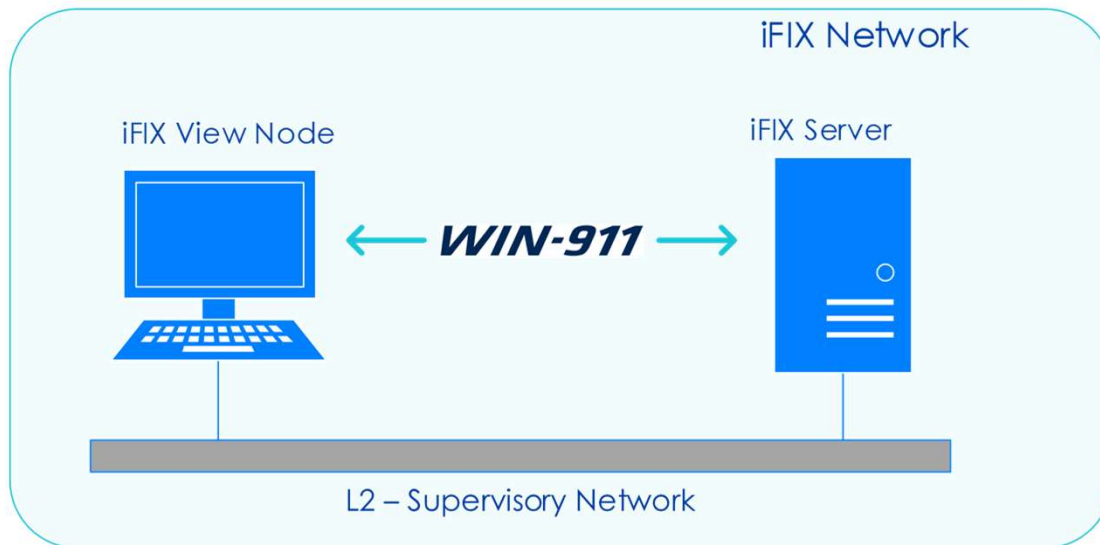 iFIX Network
iFIX View Node
iFIX Server
WIN-911
L2 – Supervisory Network